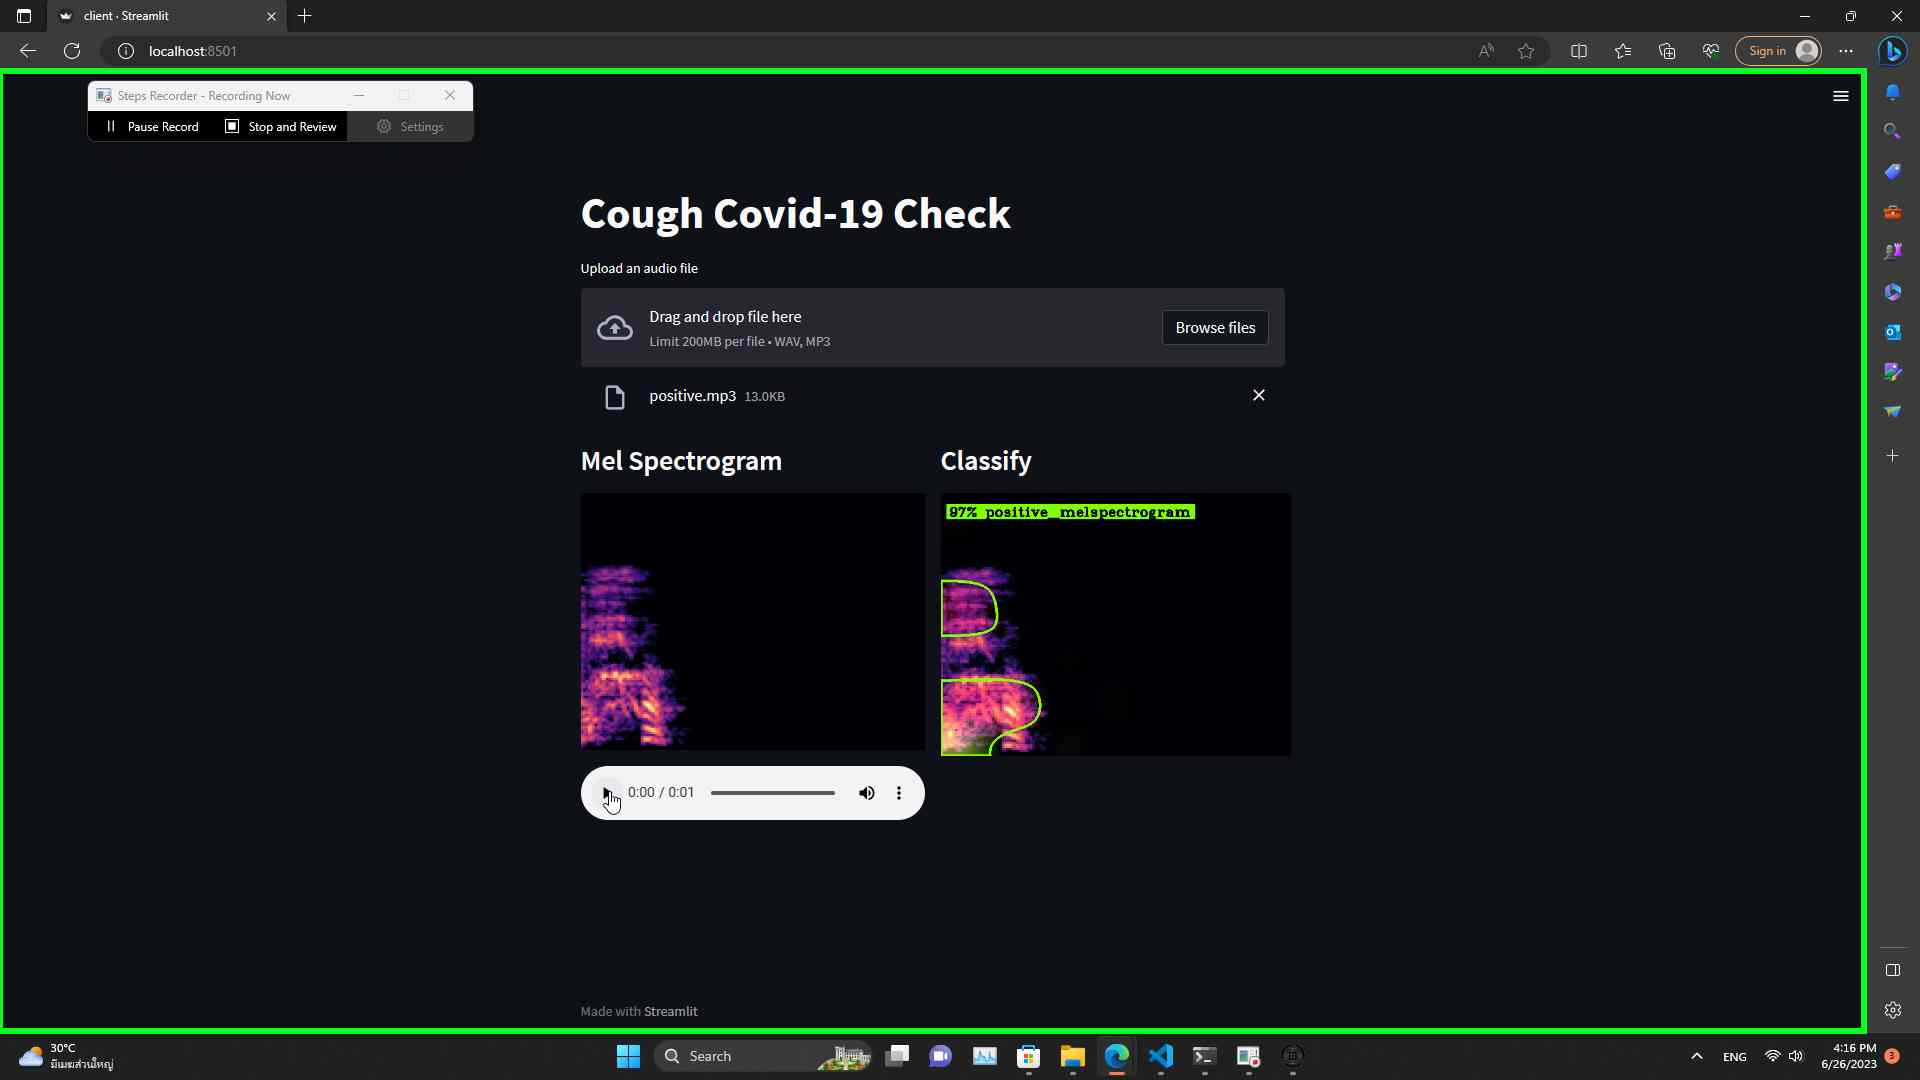 client · Streamlit
localhost:8501
Sign in
Steps Recorder - Recording Now
Pause Record
Stop and Review
Settings
Cough Covid-19 Check
Upload an audio file
Drag and drop file here
Limit 200MB per file • WAV, MP3
Browse files
positive.mp3 13.0KB
Mel Spectrogram
Classify
97% positive_melspectrogram
0:00 / 0:01
Made with Streamlit
30°C
มีเมฆส่วนใหญ่
Search
ENG
4:16 PM
6/26/2023
3